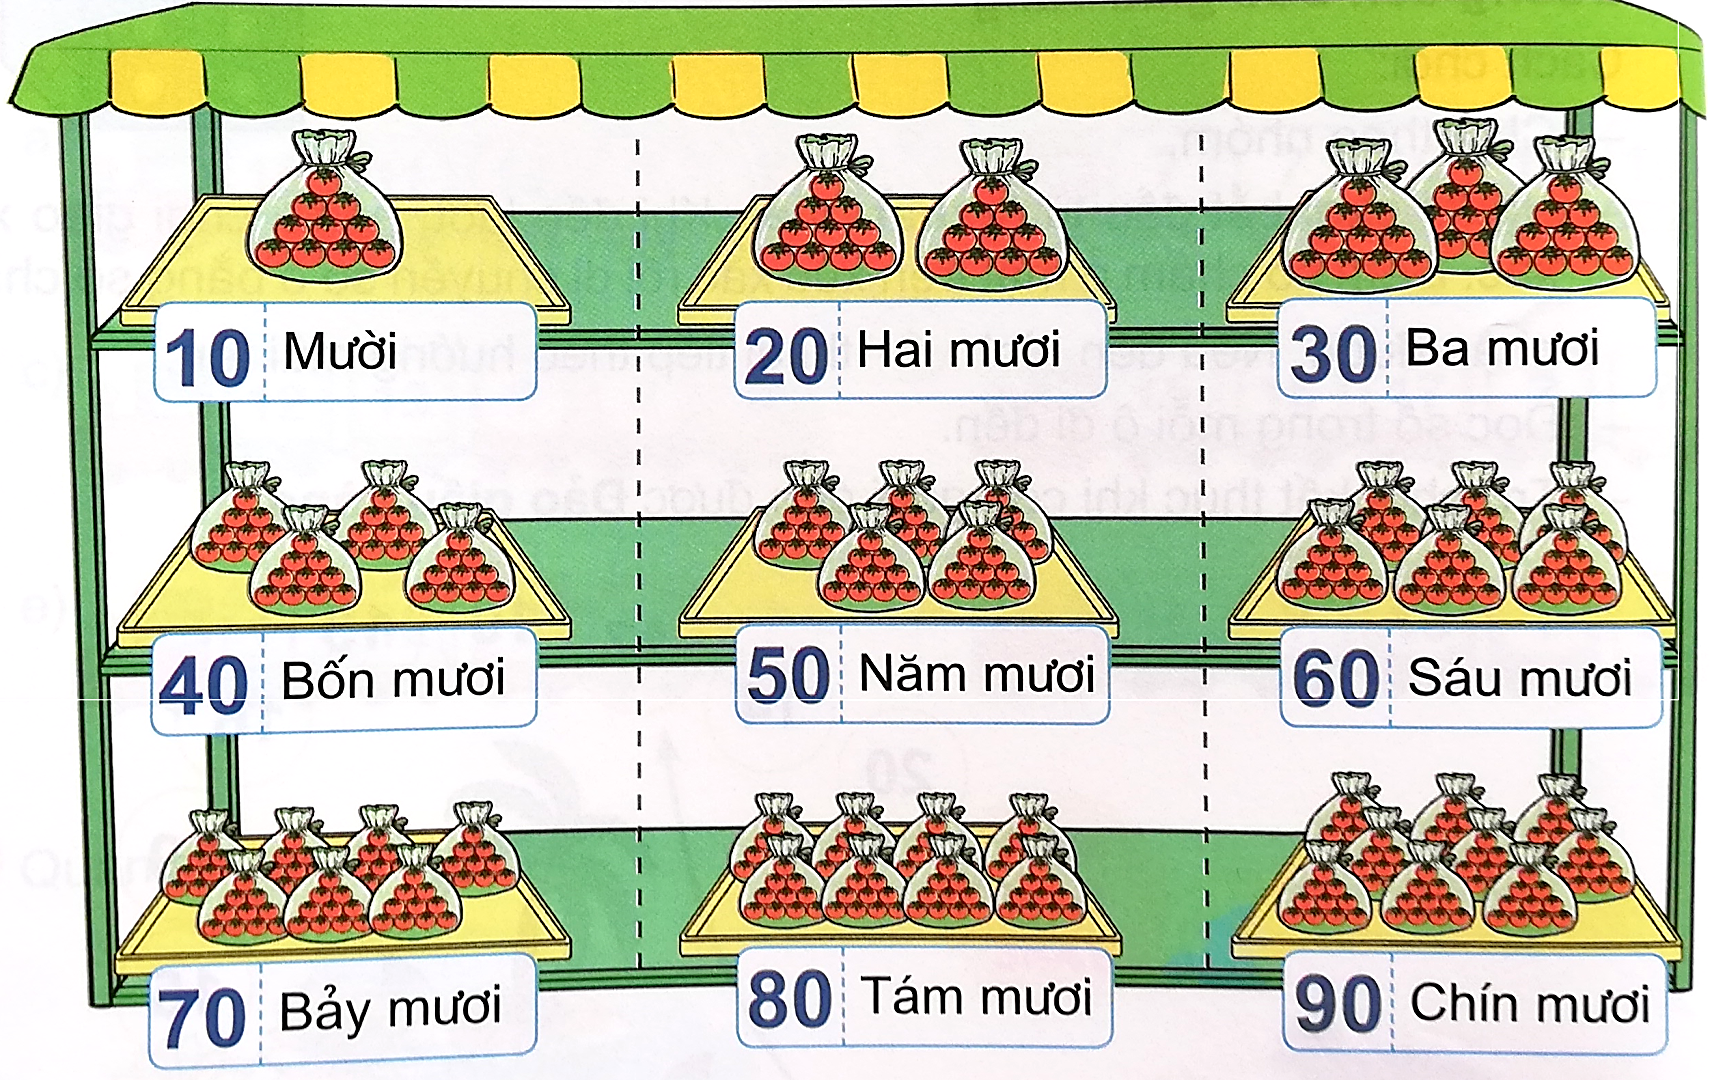 10 Mười
20 Hai mươi
30 Ba mươi
40 Bốn mươi
50 Năm mươi
60 Sáu mươi
70 Bảy mươi
80 Tám mươi
90 Chín mươi